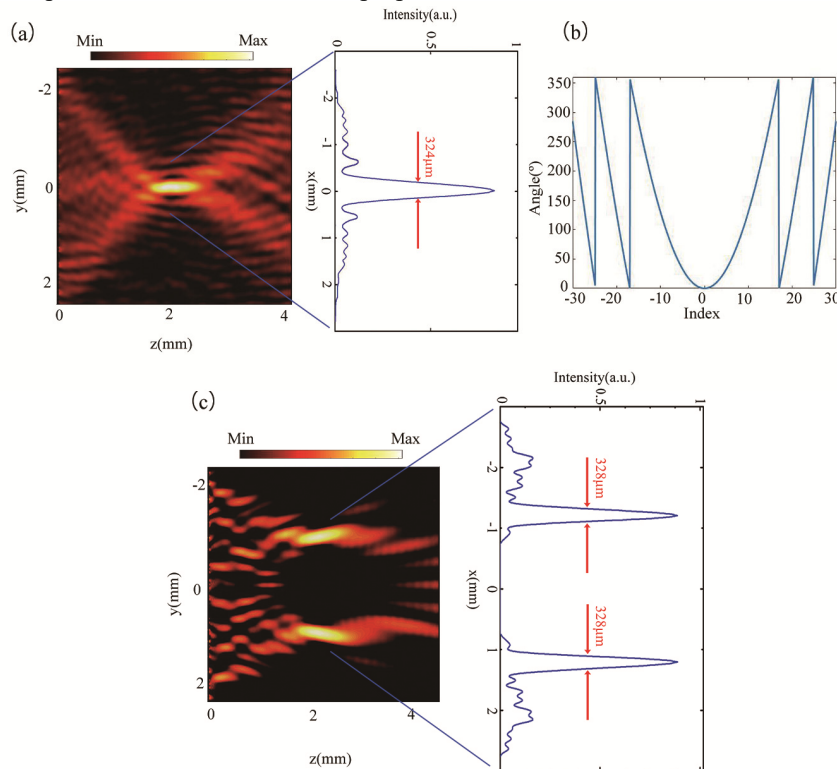 (a)
Min
Max
-2
0
2
y(mm)
0
2
4
z(mm)
Intensity(a.u.)
0
0.5
1
-2
-1
0
1
2
x(mm)
324μm
(b)
350
300
250
200
150
100
50
0
Angle(°)
-30
-20
-10
0
10
20
30
Index
(c)
Min
Max
-2
0
2
y(mm)
0
2
4
z(mm)
Intensity(a.u.)
0
0.5
1
-2
-1
0
1
2
x(mm)
328μm
328μm